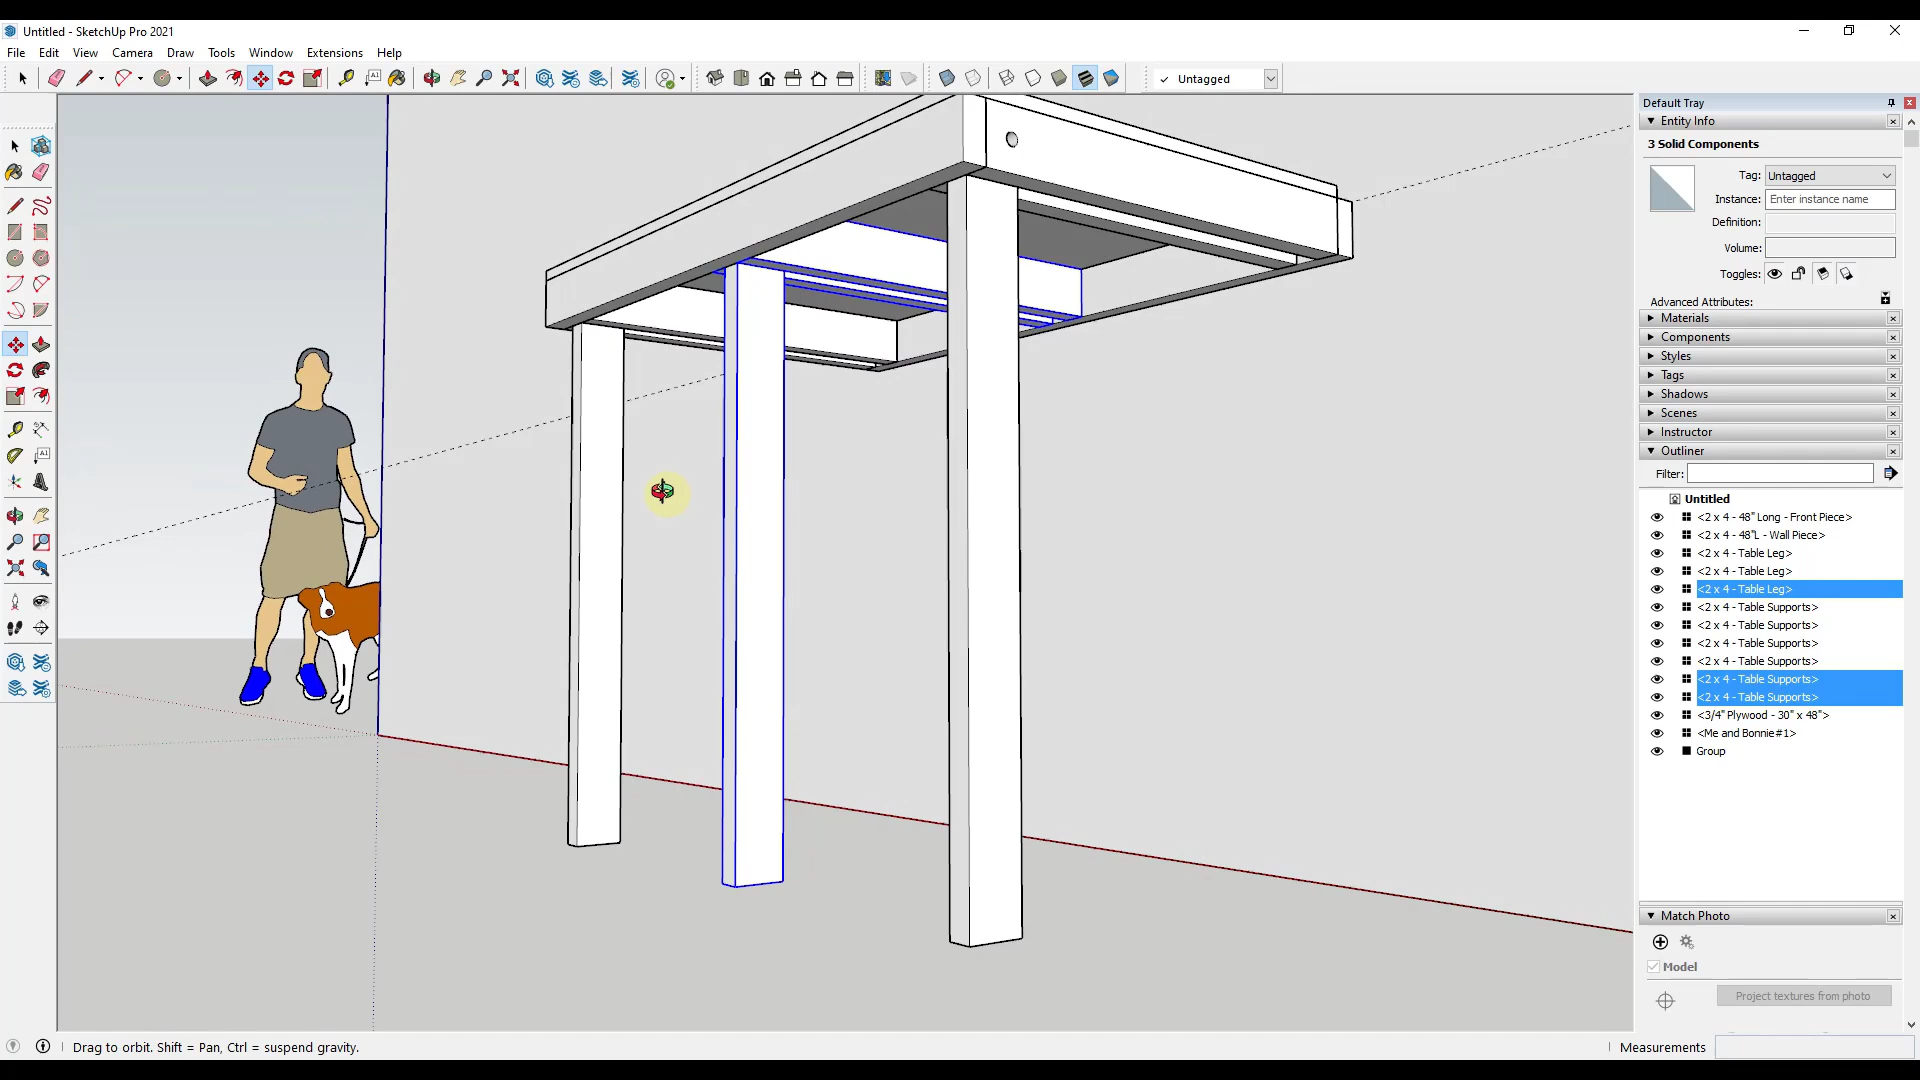 Untitled - SketchUp Pro 2021
File Edit View Camera Draw Tools Window Extensions Help
A1
Untagged
Default Tray
Entity Info
3 Solid Components
Tag: Untagged
Instance: Enter instance name
Definition:
Volume:
Toggles:
Advanced Attributes:
Materials
Components
Styles
Tags
Shadows
Scenes
Instructor
Outliner
Filter:
Untitled
<2 x 4 - 48" Long - Front Piece>
<2 x 4 - 48"L - Wall Piece>
<2 x 4 - Table Leg>
<2 x 4 - Table Leg>
<2 x 4 - Table Leg>
<2 x 4 - Table Supports>
<2 x 4 - Table Supports>
<2 x 4 - Table Supports>
<2 x 4 - Table Supports>
<2 x 4 - Table Supports>
<2 x 4 - Table Supports>
<3/4" Plywood - 30" x 48">
<Me and Bonnie#1>
Group
Match Photo
Model
Project textures from photo
A1
Drag to orbit. Shift = Pan, Ctrl = suspend gravity.
Measurements